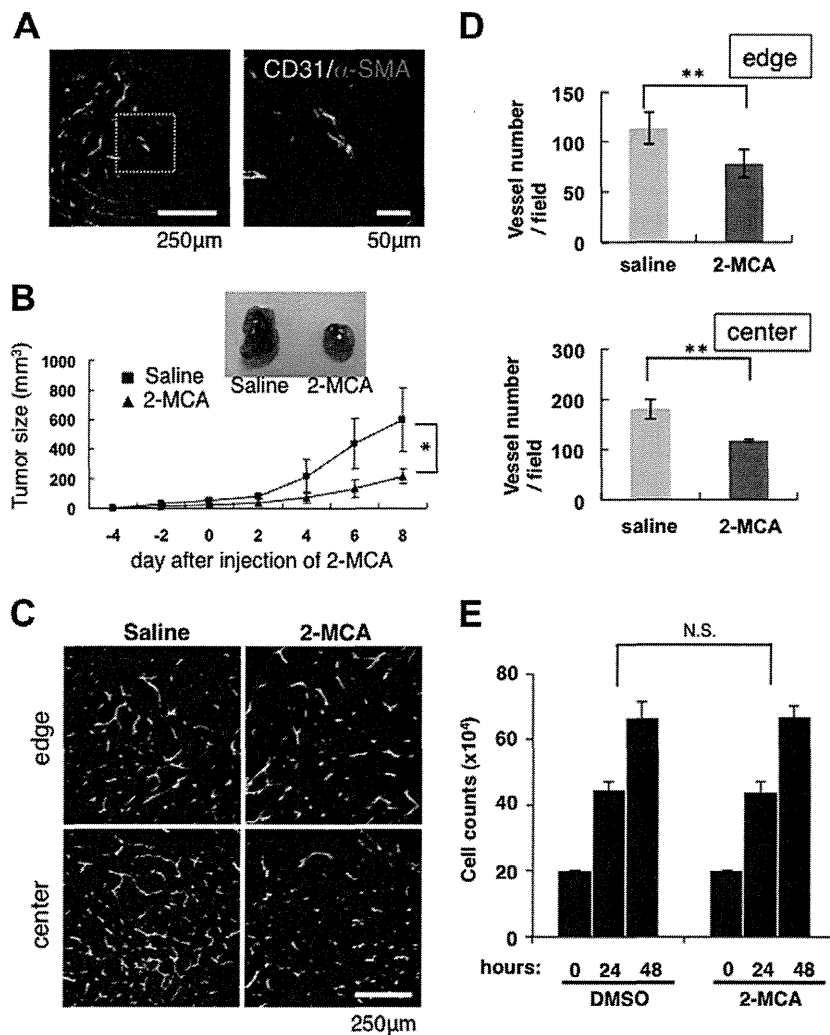 A
CD31/α-SMA
250μm
50μm
B
Tumor size (mm³)
1000
800
600
400
200
0
Saline
2-MCA
Saline 2-MCA
*
-4 -2 0 2 4 6 8
day after injection of 2-MCA
C
Saline 2-MCA
edge
center
250μm
D
edge
**
Vessel number
/ field
150
100
50
0
saline 2-MCA
center
**
Vessel number
/ field
300
200
100
0
saline 2-MCA
E
N.S.
Cell counts (x10⁴)
80
60
40
20
0
hours: 0 24 48 0 24 48
DMSO 2-MCA